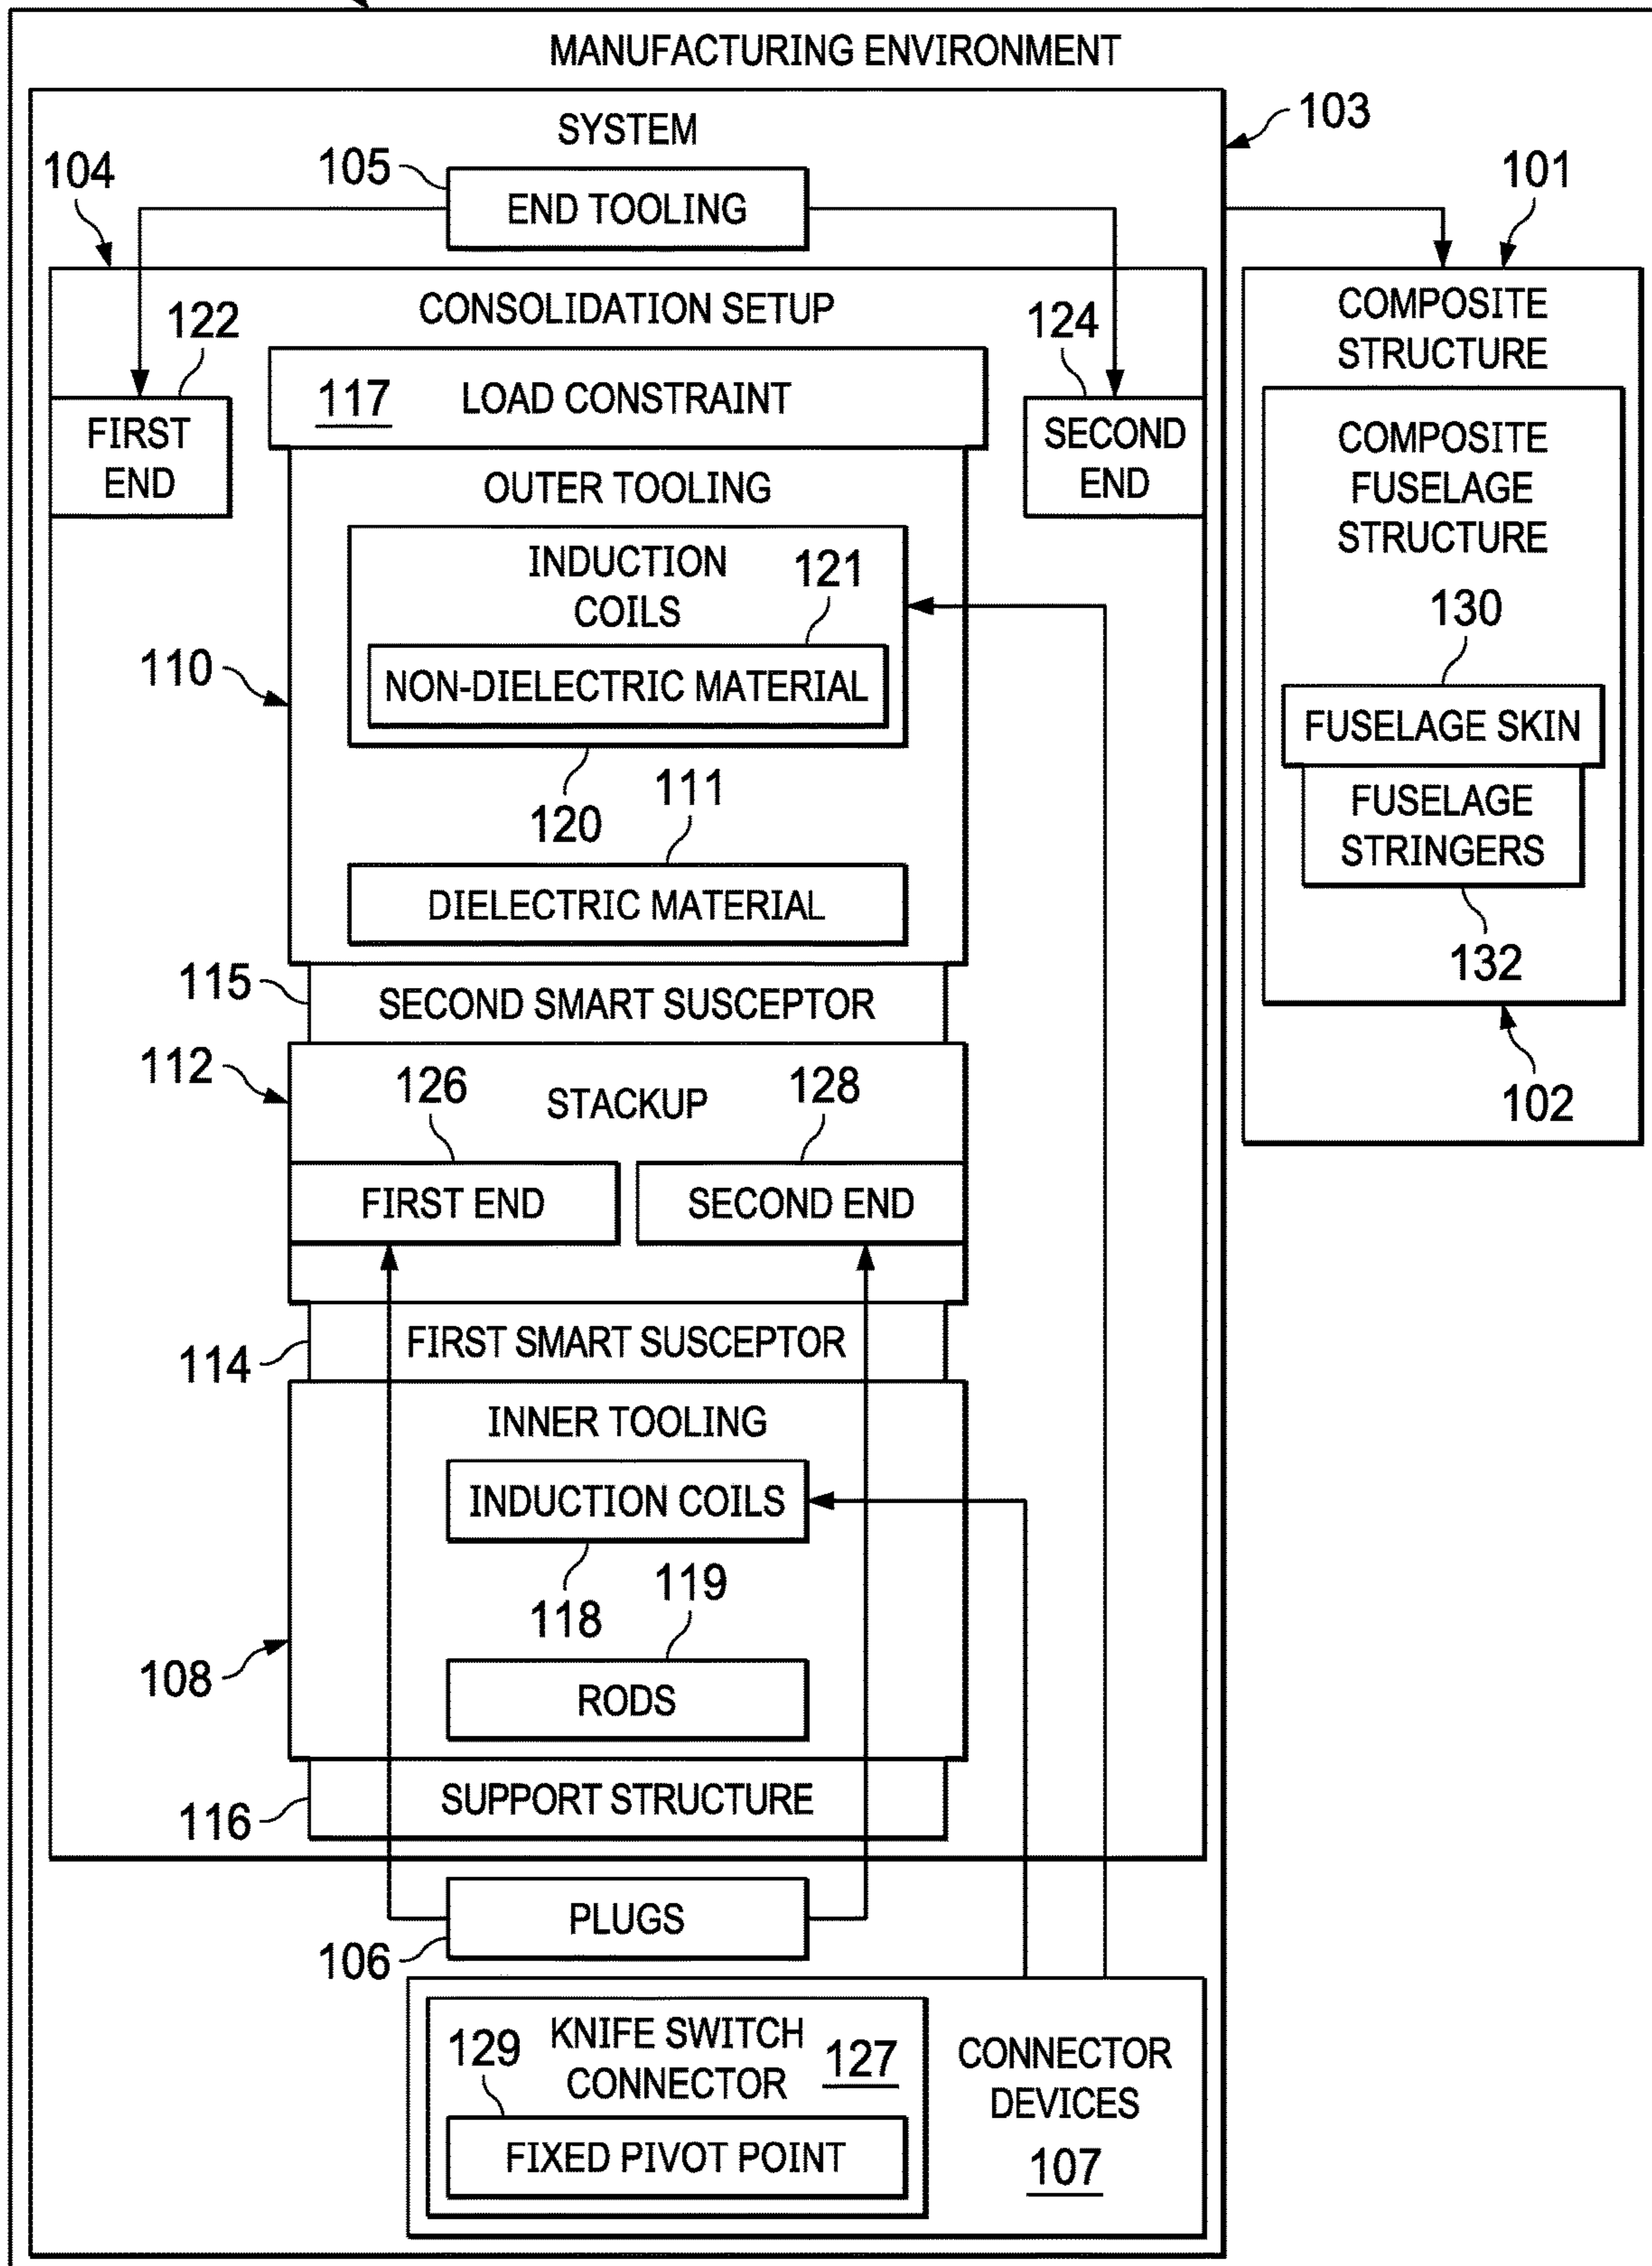 MANUFACTURING ENVIRONMENT
SYSTEM
103
104
105
END TOOLING
101
CONSOLIDATION SETUP
122
124
COMPOSITE
STRUCTURE
117
LOAD CONSTRAINT
FIRST
END
SECOND
END
COMPOSITE
FUSELAGE
STRUCTURE
OUTER TOOLING
INDUCTION
COILS
121
NON-DIELECTRIC MATERIAL
110
130
FUSELAGE SKIN
120
111
FUSELAGE
STRINGERS
DIELECTRIC MATERIAL
132
115
SECOND SMART SUSCEPTOR
112
126
STACKUP
128
102
FIRST END
SECOND END
114
FIRST SMART SUSCEPTOR
INNER TOOLING
INDUCTION COILS
118
119
108
RODS
116
SUPPORT STRUCTURE
PLUGS
106
129
KNIFE SWITCH
CONNECTOR
127
CONNECTOR
DEVICES
FIXED PIVOT POINT
107